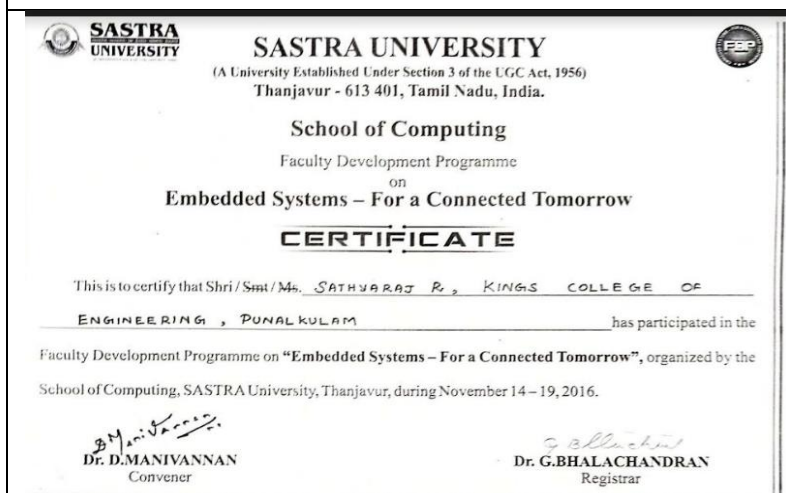 SASTRA
UNIVERSITY
SASTRA UNIVERSITY
(A University Established Under Section 3 of the UGC Act, 1956)
Thanjavur - 613 401, Tamil Nadu, India.
FDP
School of Computing
Faculty Development Programme
on
Embedded Systems – For a Connected Tomorrow
CERTIFICATE
This is to certify that Shri / Smt / Ms. SATHYARAJ R, KINGS COLLEGE OF
ENGINEERING, PUNALKULAM has participated in the
Faculty Development Programme on "Embedded Systems – For a Connected Tomorrow", organized by the
School of Computing, SASTRA University, Thanjavur, during November 14 – 19, 2016.
D Manivannan
Dr. D.MANIVANNAN
Dr. G.BHALACHANDRAN
Convener
Registrar